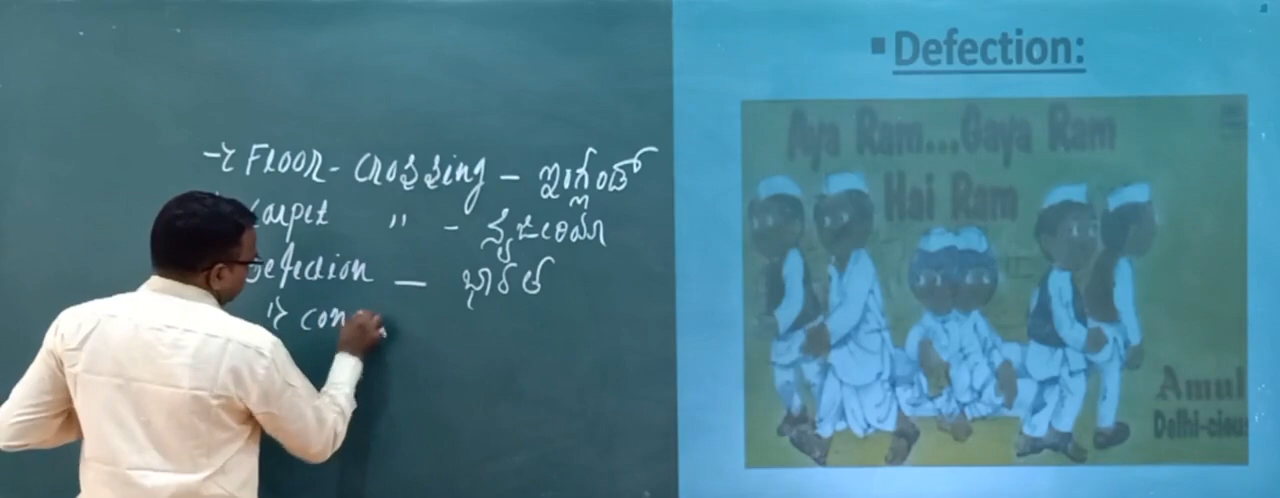 → Floor - crossing - ಇಂಗ್ಲೆಂಡ್
carpet " - ನ್ಯೂಜಿಲೆಂಡ್
Defection — ಭಾರತ
→ con
▪ Defection:
Aya Ram...Gaya Ram
Hai Ram
Amul
Delhi-cious